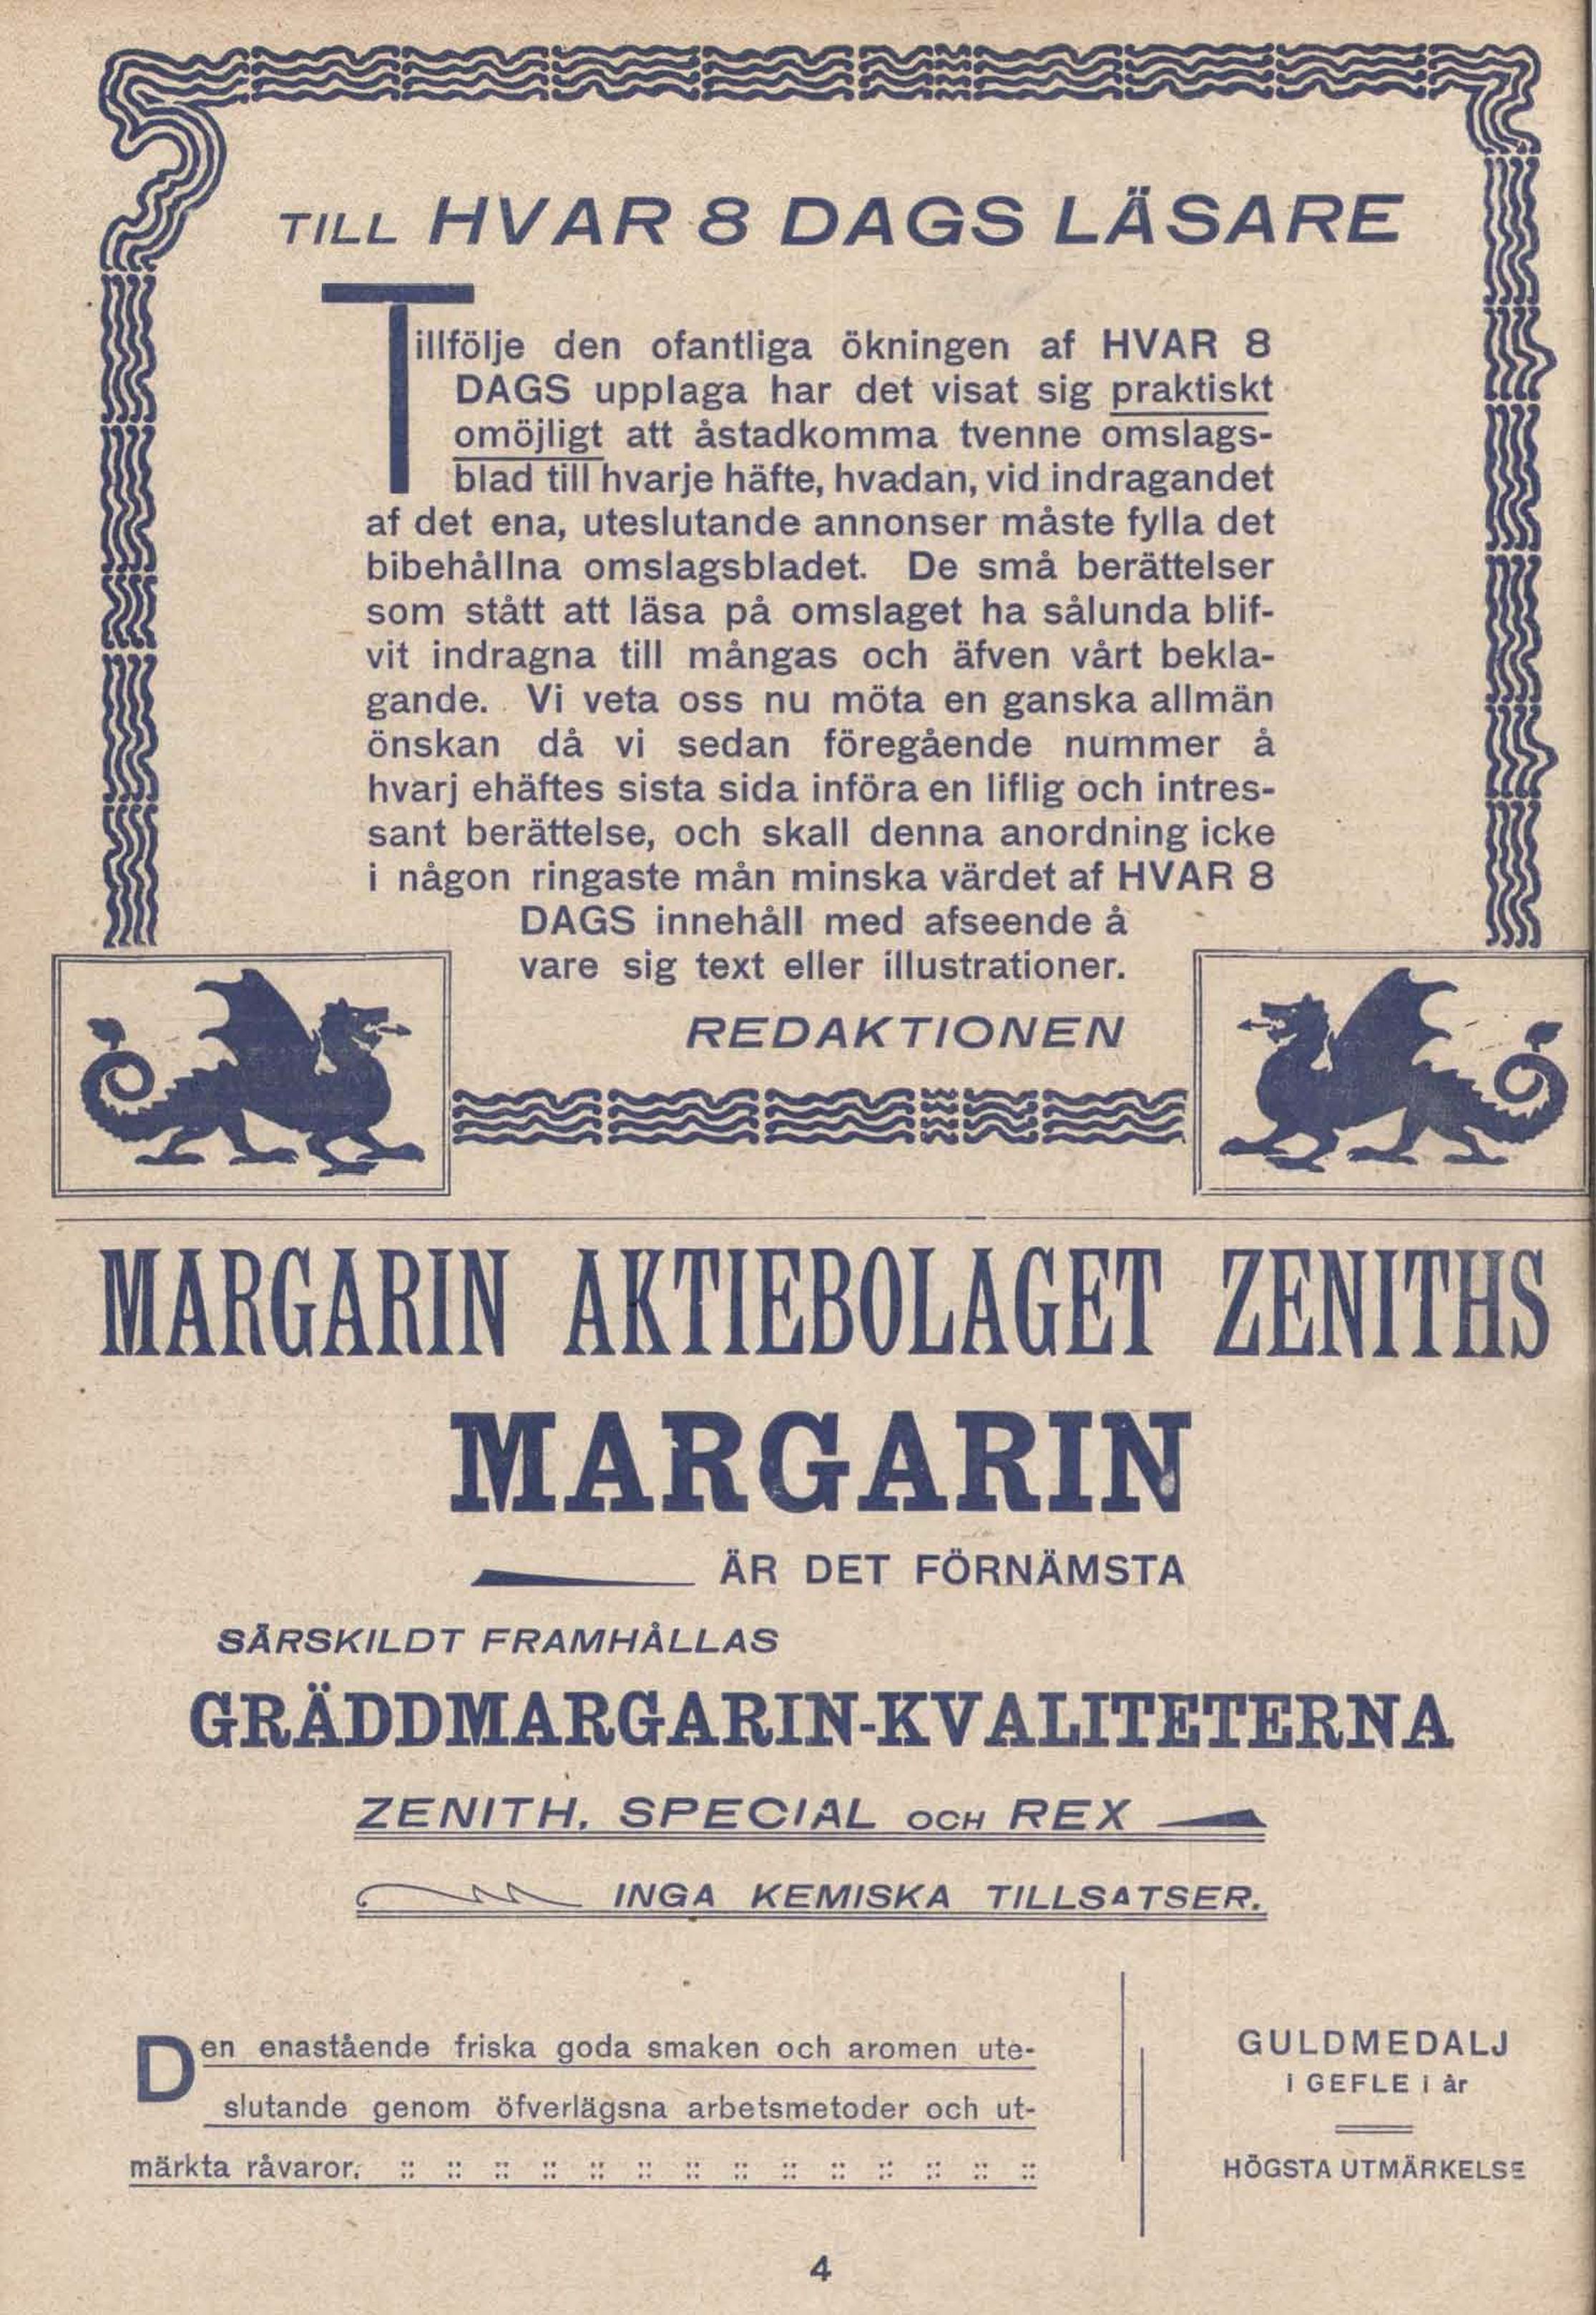 TILL HVAR 8 DAGS LÄSARE
Tillfölje den ofantliga ökningen af HVAR 8
DAGS upplaga har det visat sig praktiskt
omöjligt att åstadkomma tvenne omslags-
blad till hvarje häfte, hvadan, vid indragandet
af det ena, uteslutande annonser måste fylla det
bibehållna omslagsbladet. De små berättelser
som stått att läsa på omslaget ha sålunda blif-
vit indragna till mångas och äfven vårt bekla-
gande. Vi veta oss nu möta en ganska allmän
önskan då vi sedan föregående nummer å
hvarj ehäftes sista sida införa en liflig och intres-
sant berättelse, och skall denna anordning icke
i någon ringaste mån minska värdet af HVAR 8
DAGS innehåll med afseende å
vare sig text eller illustrationer.
REDAKTIONEN
MARGARIN AKTIEBOLAGET ZENITHS
MARGARIN
ÄR DET FÖRNÄMSTA
SÄRSKILDT FRAMHÅLLAS
GRÄDDMARGARIN-KVALITETERNA
ZENITH, SPECIAL OCH REX
INGA KEMISKA TILLSATSER.
Den enastående friska goda smaken och aromen ute-
slutande genom öfverlägsna arbetsmetoder och ut-
märkta råvaror. :: :: :: :: :: :: :: :: :: :: :: :: :: ::
GULDMEDALJ
i GEFLE i år
HÖGSTA UTMÄRKELSE
4